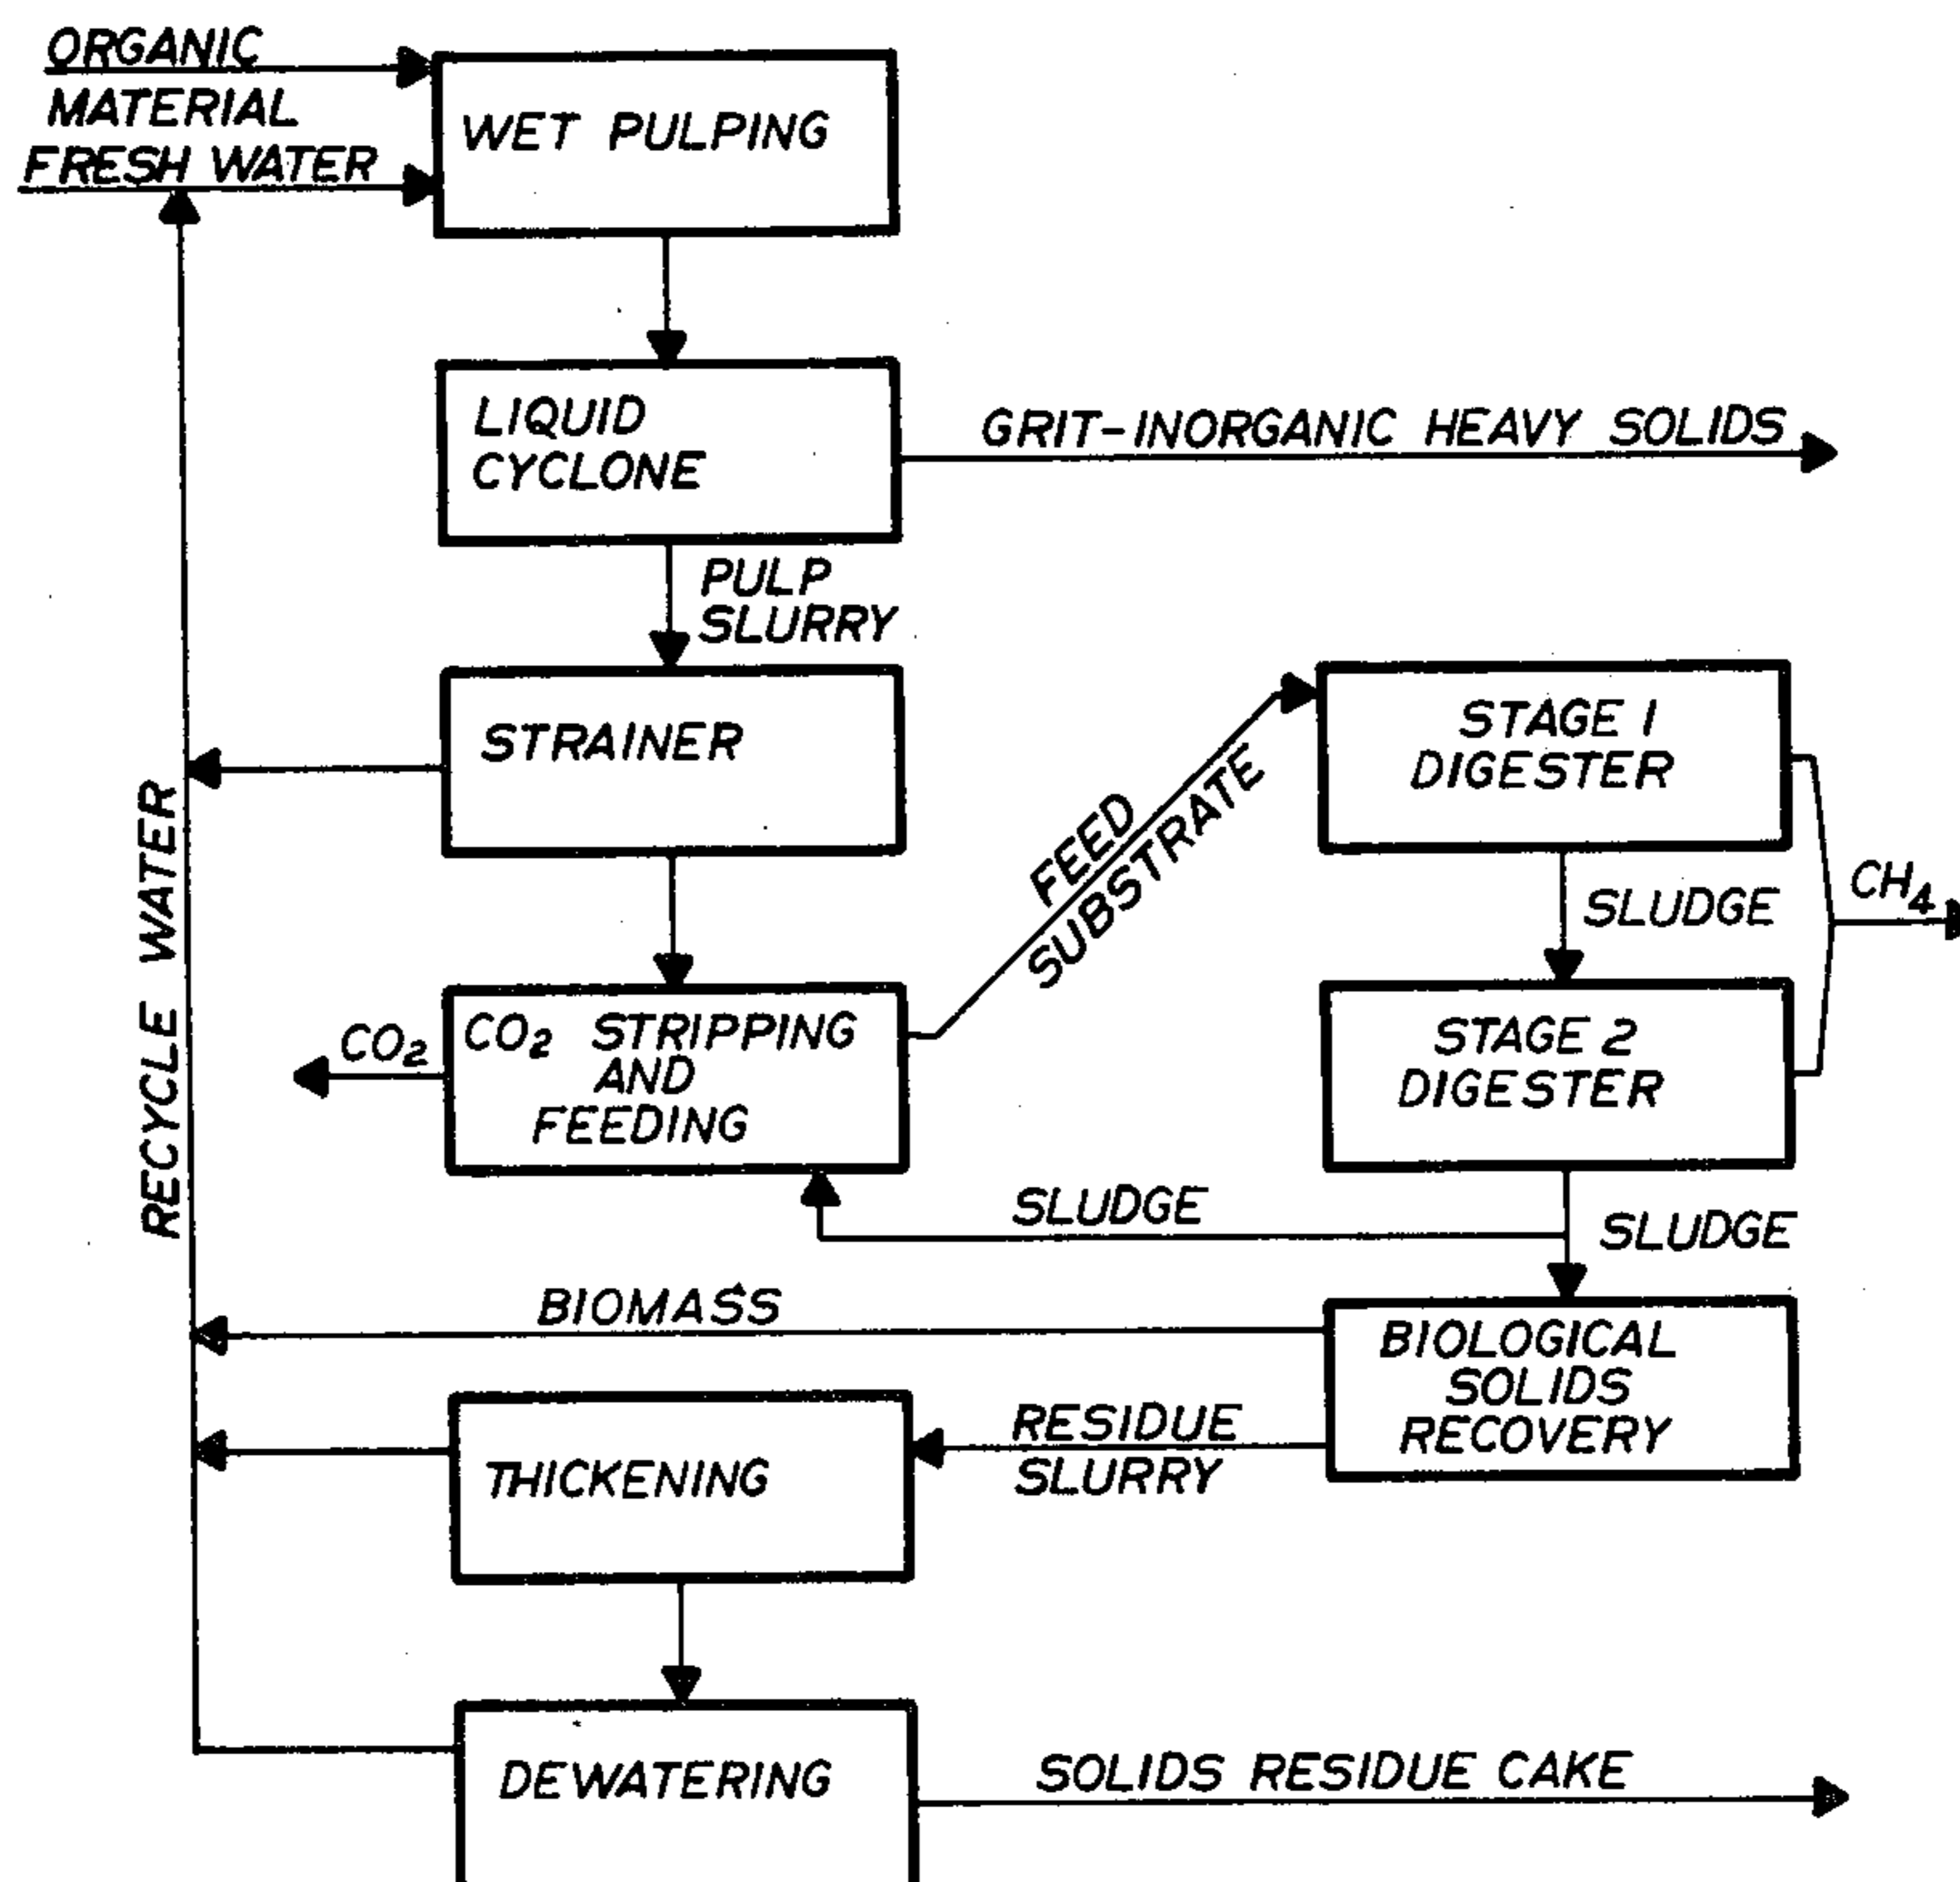 ORGANIC
MATERIAL
FRESH WATER
WET PULPING
LIQUID
CYCLONE
GRIT-INORGANIC HEAVY SOLIDS
PULP
SLURRY
STRAINER
STAGE 1
DIGESTER
FEED
SUBSTRATE
SLUDGE
CH₄
RECYCLE WATER
CO₂
CO₂ STRIPPING
AND
FEEDING
STAGE 2
DIGESTER
SLUDGE
SLUDGE
BIOMASS
BIOLOGICAL
SOLIDS
RECOVERY
RESIDUE
SLURRY
THICKENING
DEWATERING
SOLIDS RESIDUE CAKE